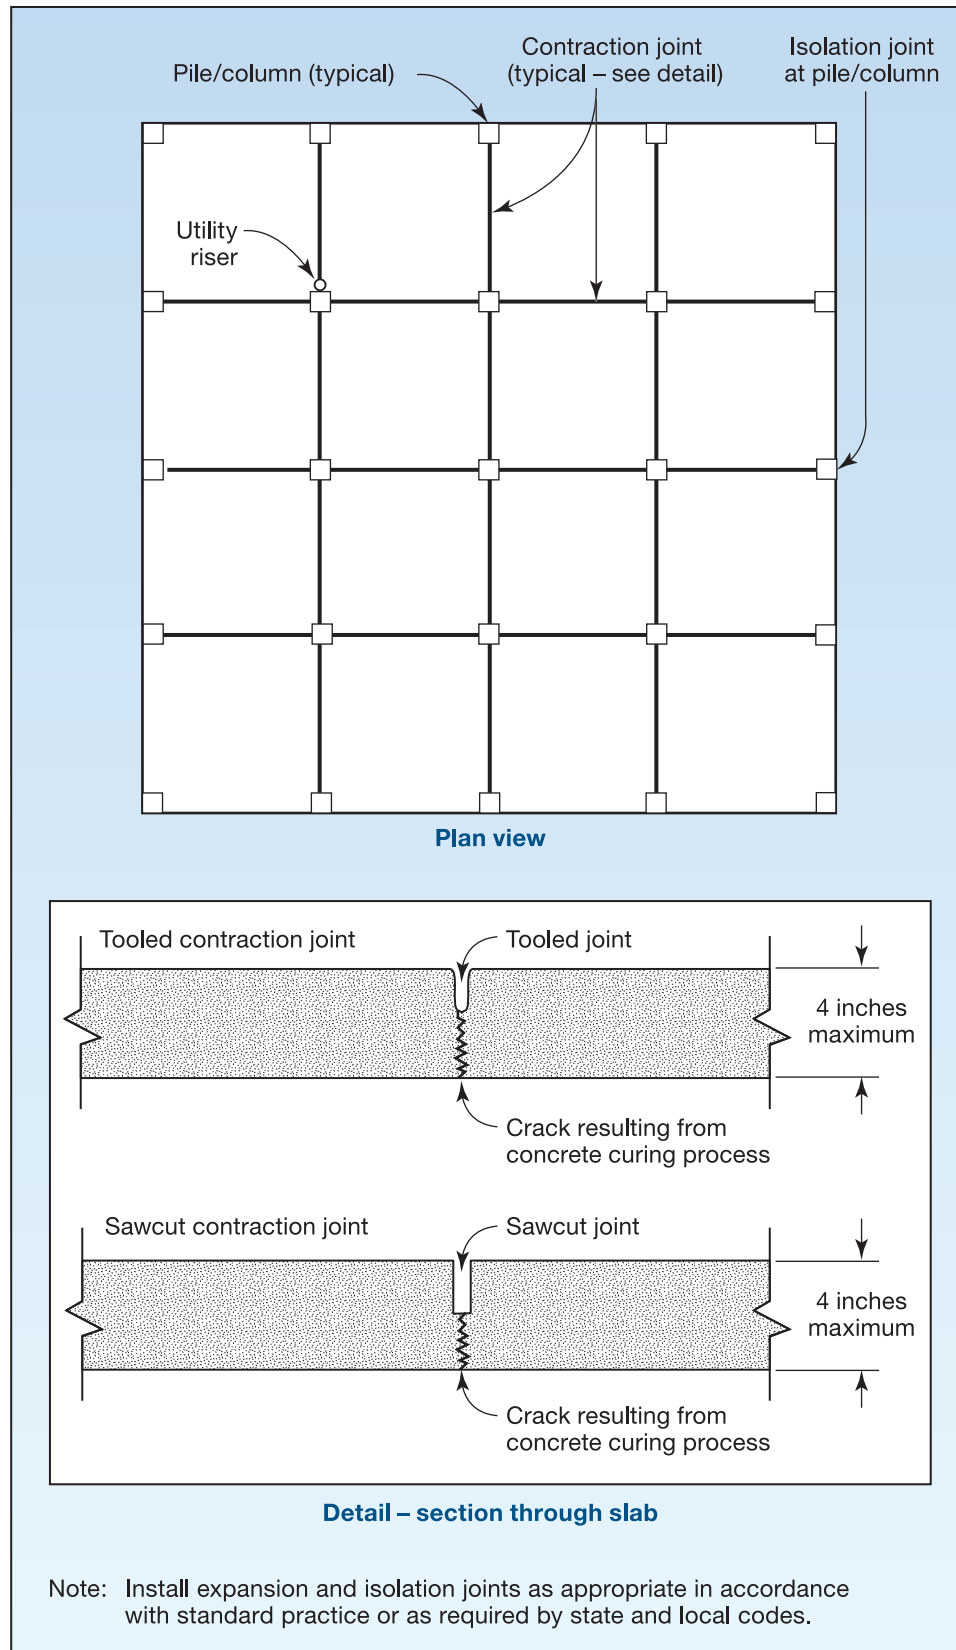 Pile/column (typical)
Contraction joint
(typical – see detail)
Isolation joint
at pile/column
Utility
riser
Plan view
Tooled contraction joint
Tooled joint
4 inches
maximum
Crack resulting from
concrete curing process
Sawcut contraction joint
Sawcut joint
4 inches
maximum
Crack resulting from
concrete curing process
Detail – section through slab
Note: Install expansion and isolation joints as appropriate in accordance
with standard practice or as required by state and local codes.